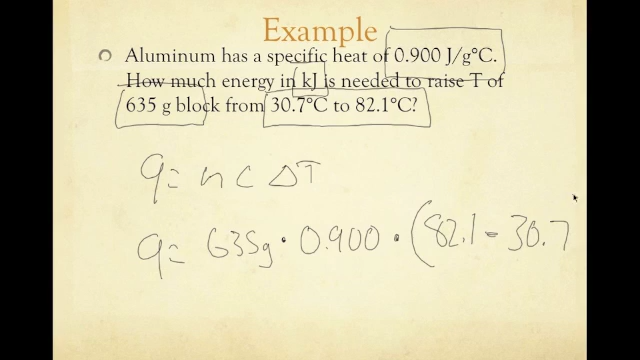 Example
Aluminum has a specific heat of 0.900 J/g°C.
How much energy in kJ is needed to raise T of
635 g block from 30.7°C to 82.1°C?
q = m c ΔT
q = 635g · 0.900 · (82.1 - 30.7